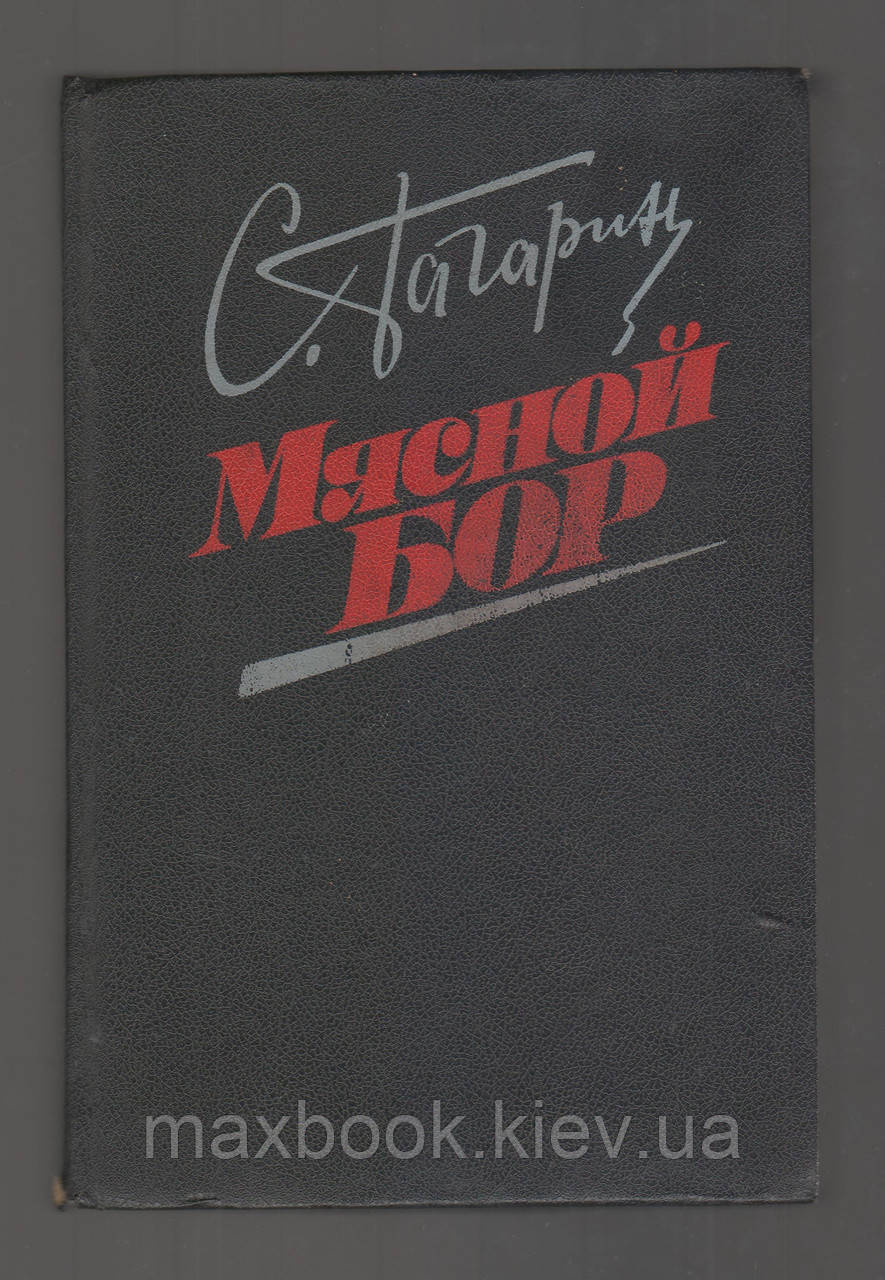 С. Гагарин
Мясной
БОР
maxbook.kiev.ua